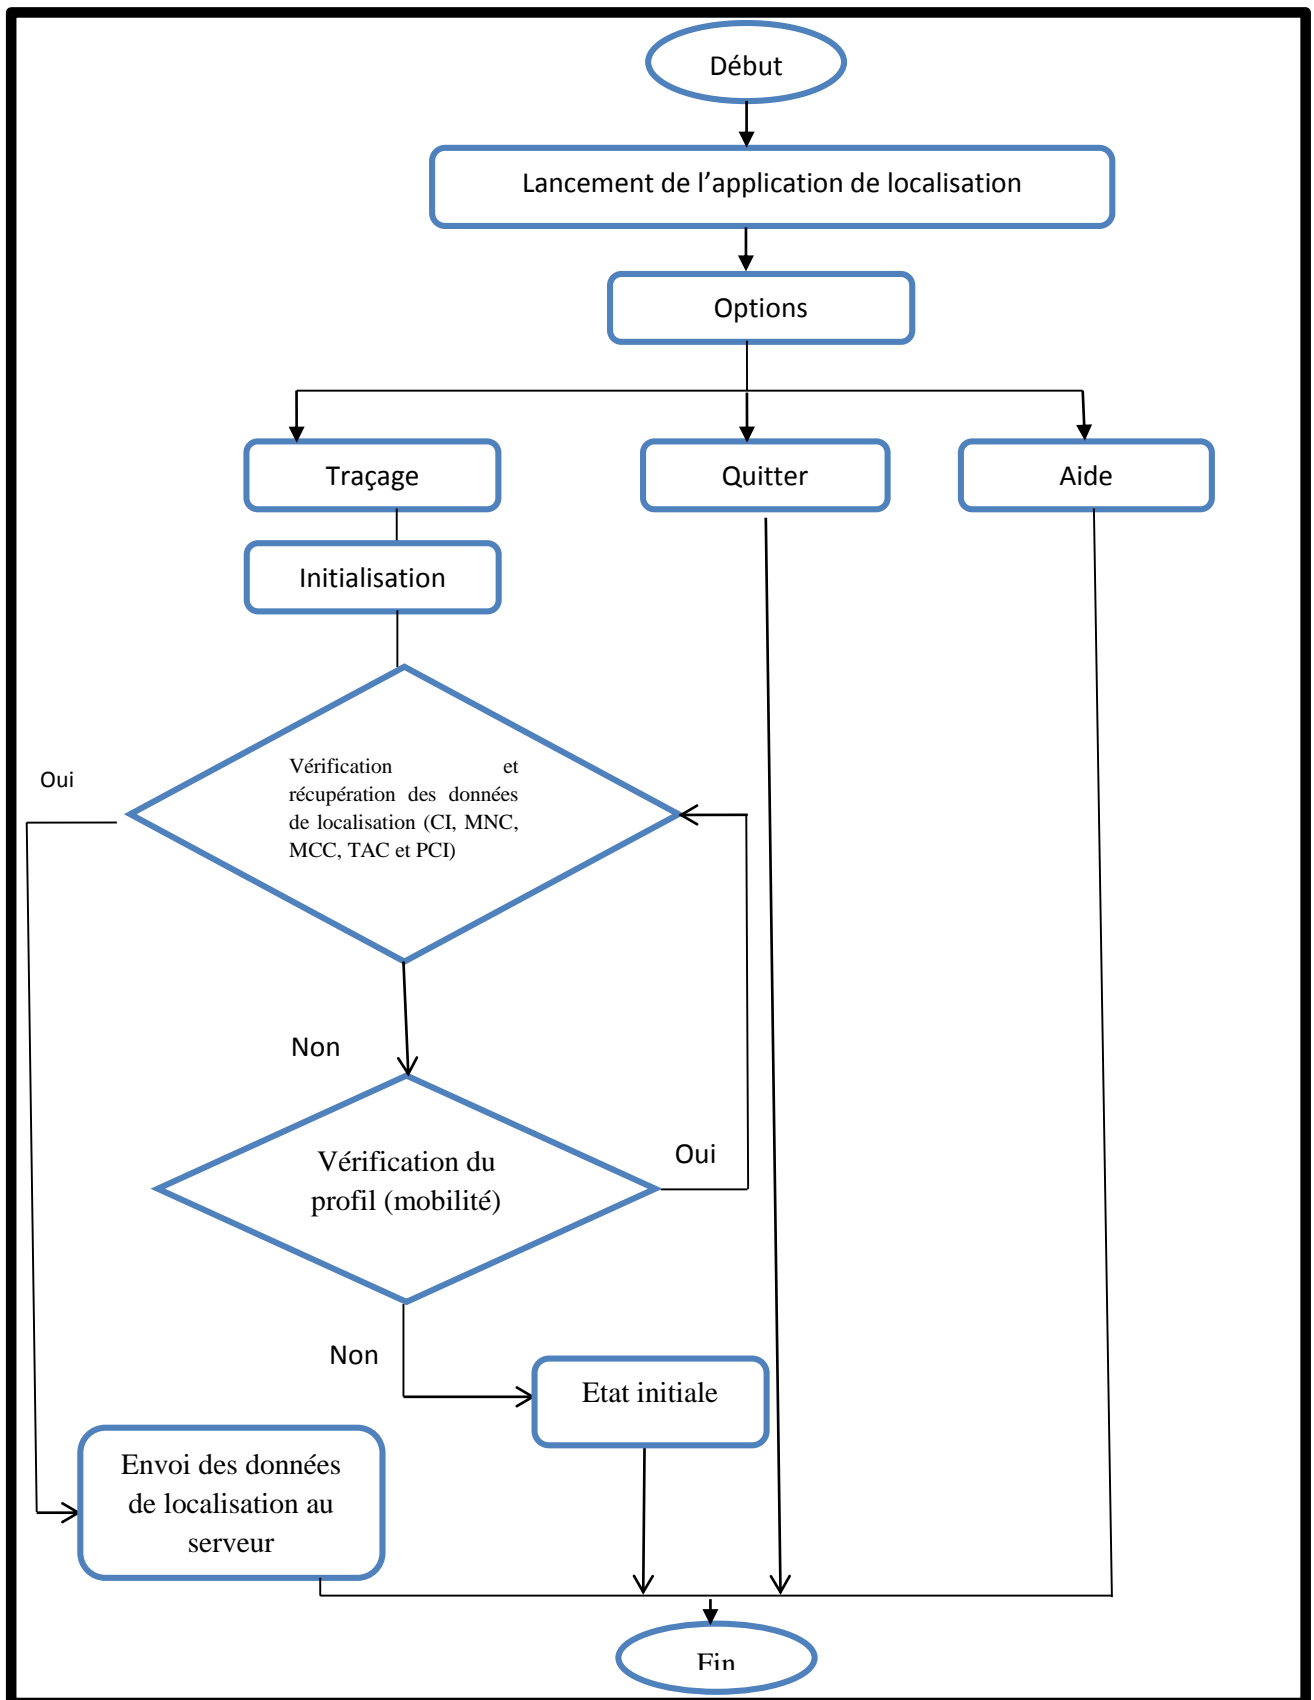 Début
Lancement de l’application de localisation
Options
Traçage
Quitter
Aide
Initialisation
Oui
Vérification et
récupération des données
de localisation (CI, MNC,
MCC, TAC et PCI)
Non
Vérification du
profil (mobilité)
Oui
Non
Etat initiale
Envoi des données
de localisation au
serveur
Fin